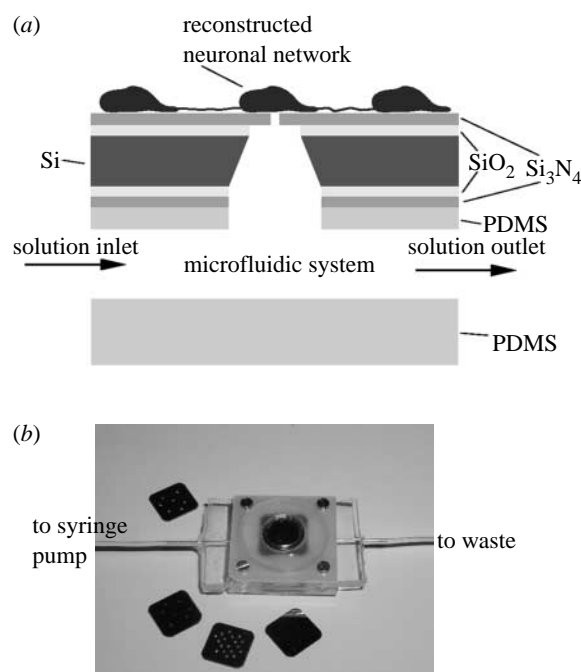 (a)
reconstructed
neuronal network
Si
SiO2
Si3N4
PDMS
solution inlet
solution outlet
microfluidic system
PDMS
(b)
to syringe
pump
to waste